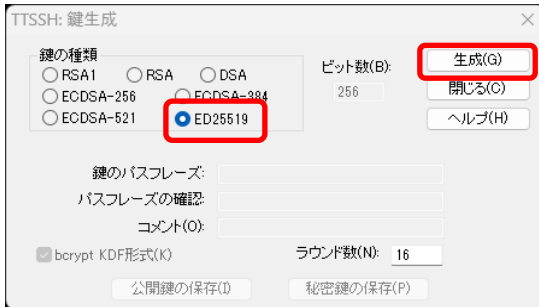 TTSSH: 鍵生成
鍵の種類
RSA1 RSA DSA
ECDSA-256 ECDSA-384
ECDSA-521 ED25519
ビット数(B):
256
生成(G)
閉じる(C)
ヘルプ(H)
鍵のパスフレーズ:
パスフレーズの確認:
コメント(O):
bcrypt KDF形式(K) ラウンド数(N): 16
公開鍵の保存(I) 秘密鍵の保存(P)